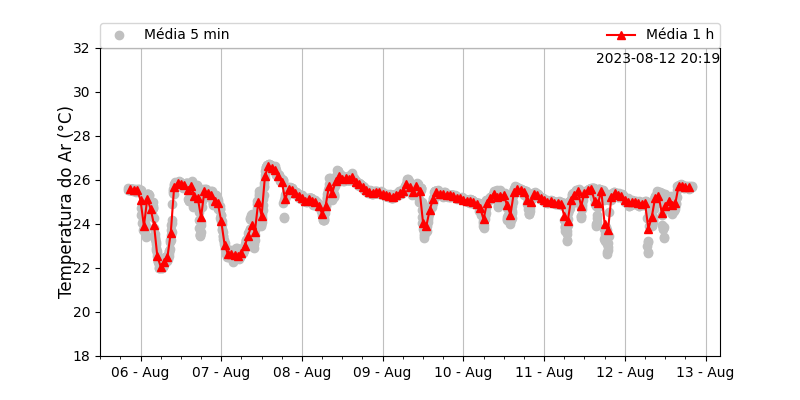 Média 5 min
Média 1 h
2023-08-12 20:19
Temperatura do Ar (°C)
32
30
28
26
24
22
20
18
06 - Aug
07 - Aug
08 - Aug
09 - Aug
10 - Aug
11 - Aug
12 - Aug
13 - Aug